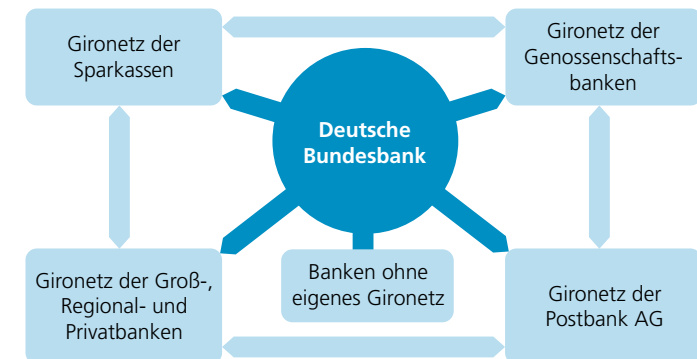 Gironetz der
Sparkassen
Gironetz der
Genossenschafts-
banken
Deutsche
Bundesbank
Gironetz der Groß-,
Regional- und
Privatbanken
Banken ohne
eigenes Gironetz
Gironetz der
Postbank AG